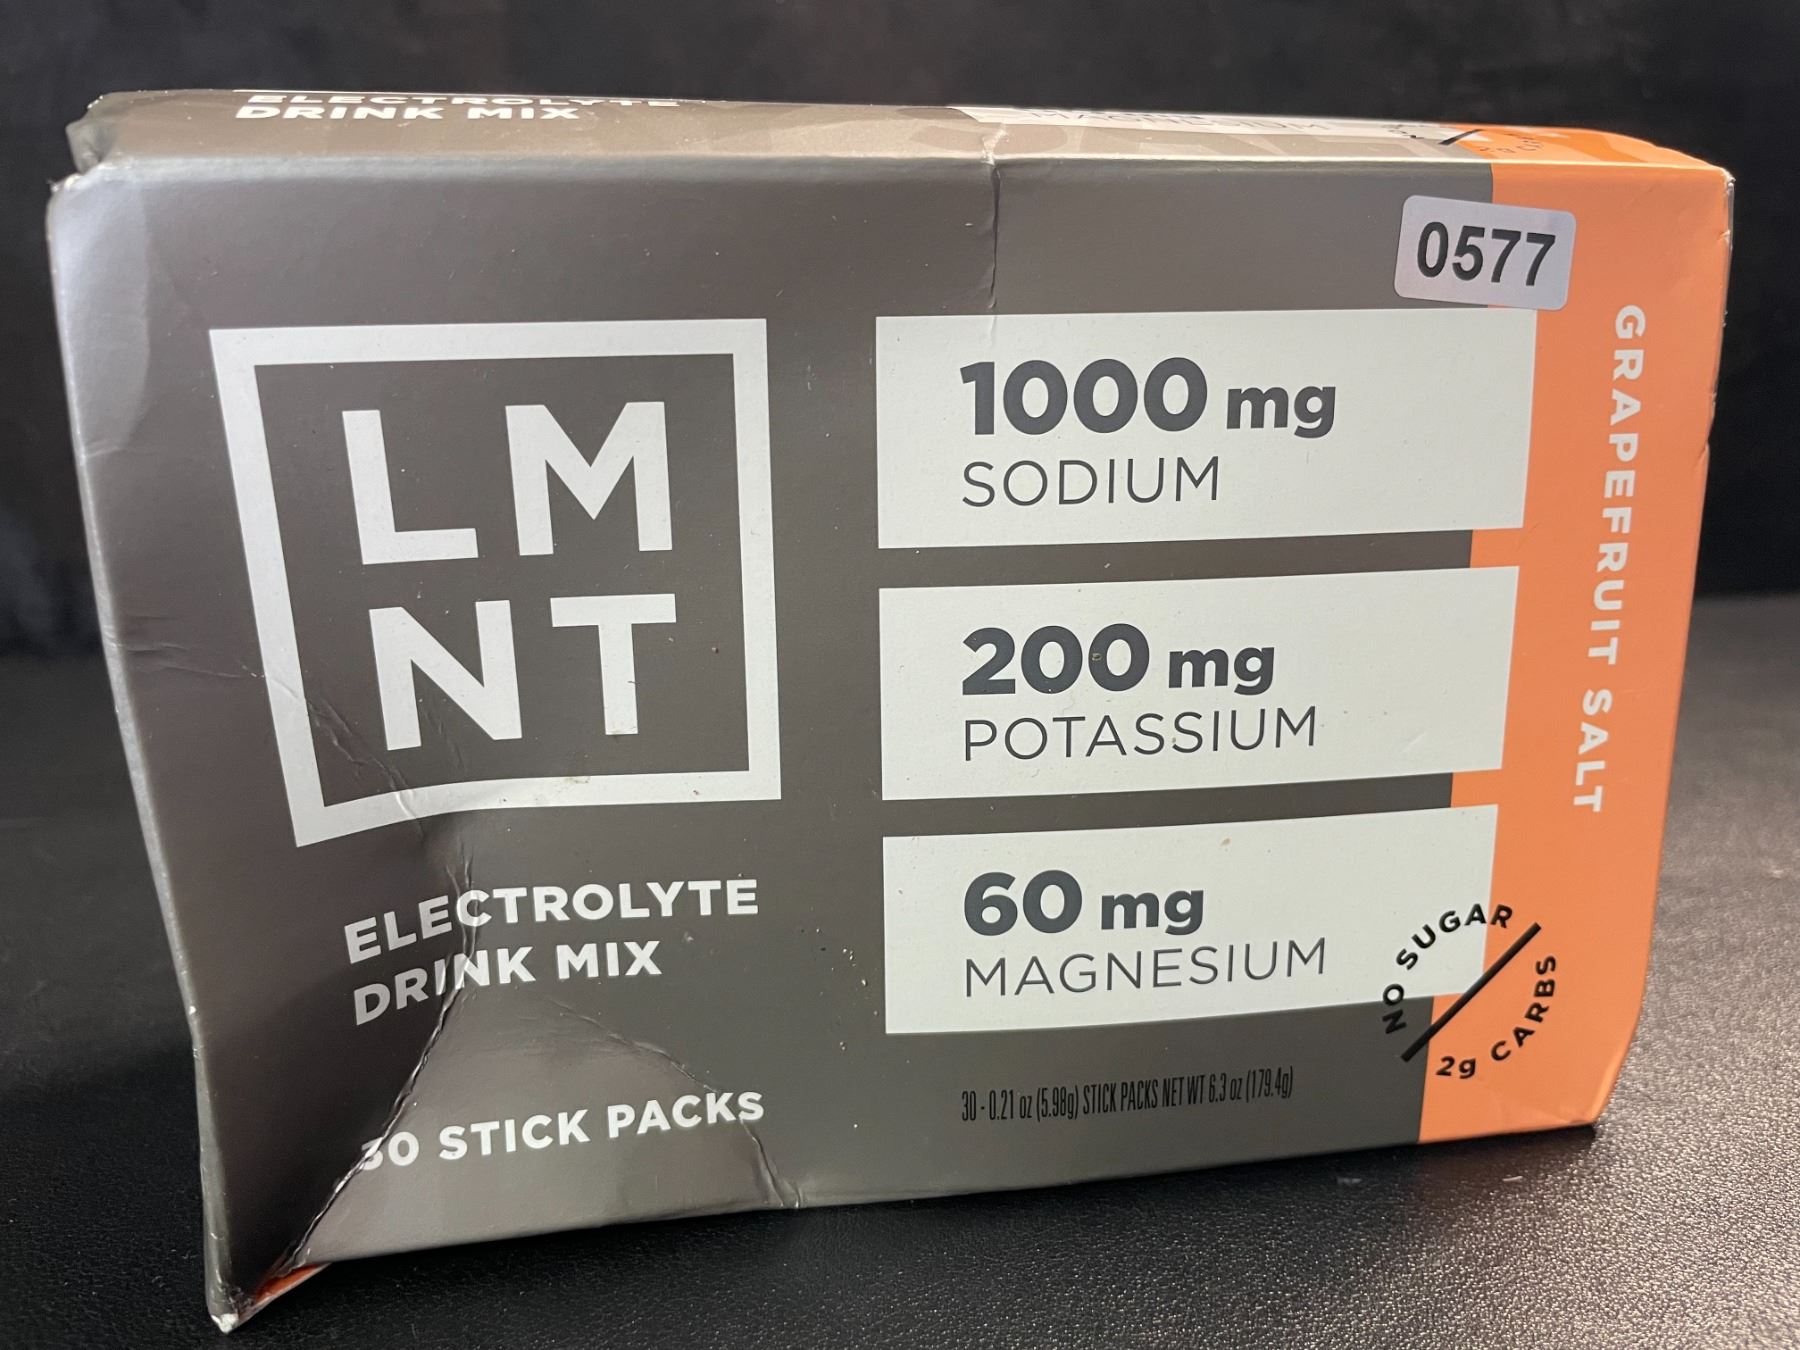 ELECTROLYTE
DRINK MIX
MAGNESIUM
0577
LM
NT
ELECTROLYTE
DRINK MIX
30 STICK PACKS
1000 mg
SODIUM
200 mg
POTASSIUM
60 mg
MAGNESIUM
30 - 0.21 oz (5.98g) STICK PACKS NET WT 6.3 oz (179.4g)
GRAPEFRUIT SALT
NO SUGAR
2g CARBS